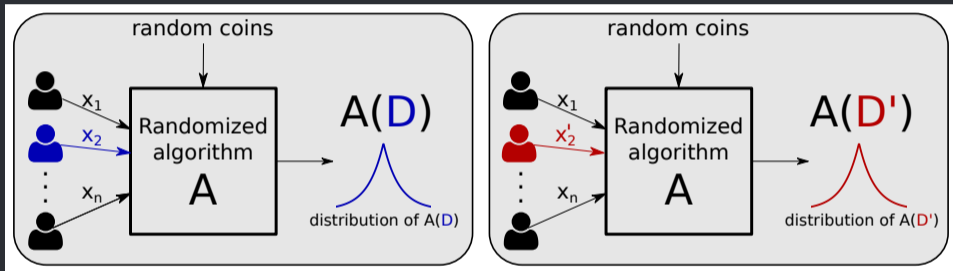 random coins
x1
x2
xn
Randomized
algorithm
A
A(D)
distribution of A(D)
random coins
x1
x'2
xn
Randomized
algorithm
A
A(D')
distribution of A(D')